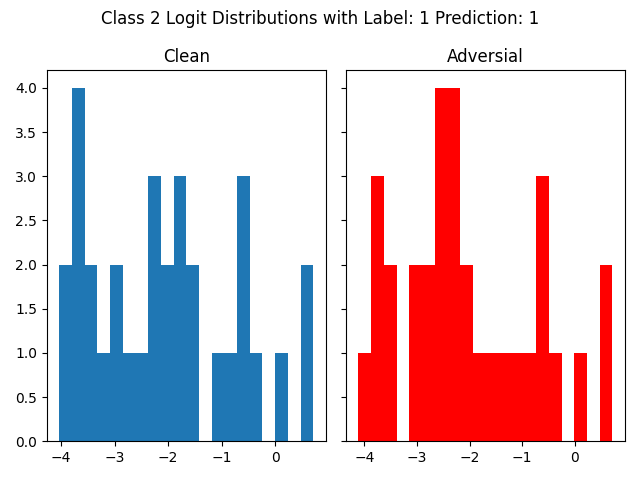 Class 2 Logit Distributions with Label: 1 Prediction: 1
Clean
Adversial
4.0
3.5
3.0
2.5
2.0
1.5
1.0
0.5
0.0
−4 −3 −2 −1 0
−4 −3 −2 −1 0